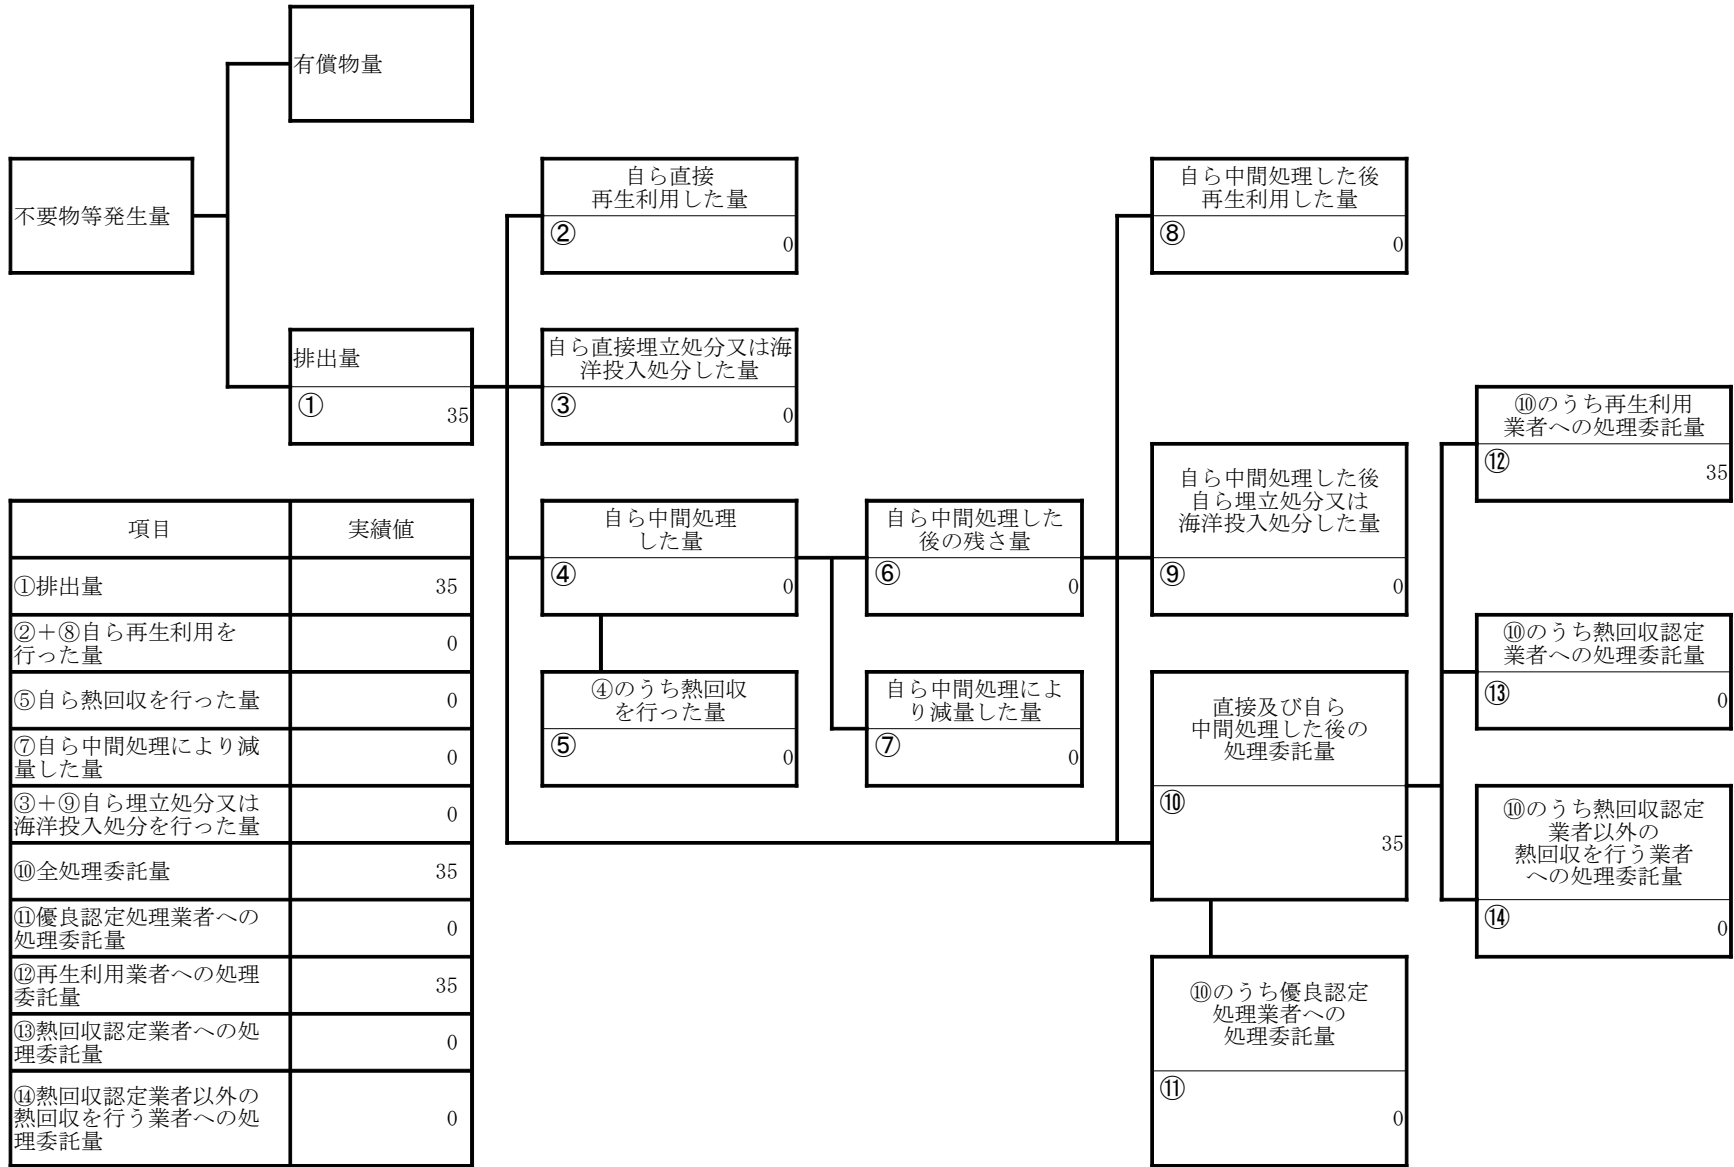 有償物量
不要物等発生量
排出量
①
35
自ら直接
再生利用した量
②
0
自ら直接埋立処分又は海
洋投入処分した量
③
0
自ら中間処理
した量
④
0
④のうち熱回収
を行った量
⑤
0
自ら中間処理した
後の残さ量
⑥
0
自ら中間処理によ
り減量した量
⑦
0
自ら中間処理した後
再生利用した量
⑧
0
自ら中間処理した後
自ら埋立処分又は
海洋投入処分した量
⑨
0
直接及び自ら
中間処理した後の
処理委託量
⑩
35
⑩のうち優良認定
処理業者への
処理委託量
⑪
0
⑩のうち再生利用
業者への処理委託量
⑫
35
⑩のうち熱回収認定
業者への処理委託量
⑬
0
⑩のうち熱回収認定
業者以外の
熱回収を行う業者
への処理委託量
⑭
0
項目 実績値
①排出量 35
②＋⑧自ら再生利用を
行った量 0
⑤自ら熱回収を行った量 0
⑦自ら中間処理により減
量した量 0
③＋⑨自ら埋立処分又は
海洋投入処分を行った量 0
⑩全処理委託量 35
⑪優良認定処理業者への
処理委託量 0
⑫再生利用業者への処理
委託量 35
⑬熱回収認定業者への処
理委託量 0
⑭熱回収認定業者以外の
熱回収を行う業者への処
理委託量 0